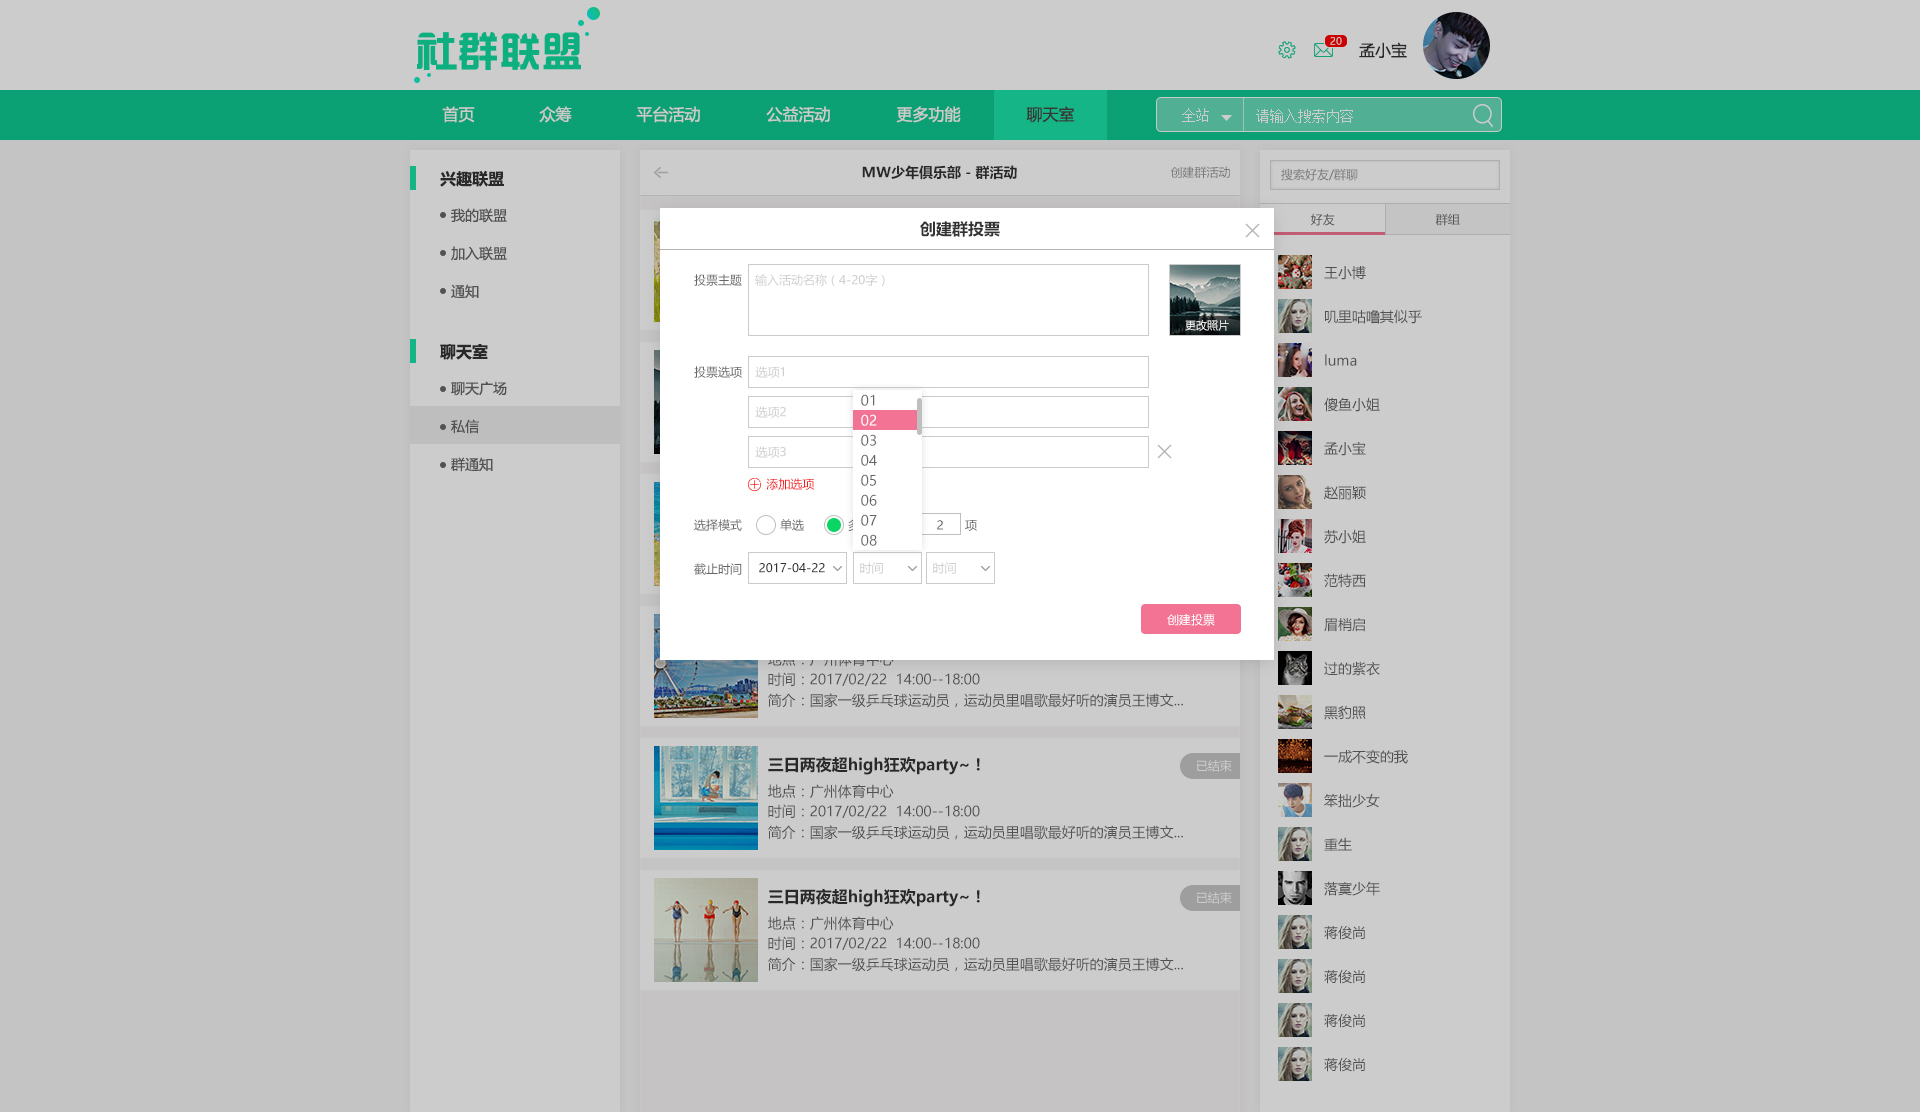 社群联盟
20
孟小宝
首页
众筹
平台活动
公益活动
更多功能
聊天室
全站
请输入搜索内容
兴趣联盟
我的联盟
加入联盟
通知
聊天室
聊天广场
私信
群通知
MW少年俱乐部 - 群活动
创建群活动
创建群投票
投票主题
输入活动名称（4-20字）
更改照片
投票选项
选项1
选项2
选项3
添加选项
01
02
03
04
05
06
07
08
选择模式
单选
2
项
截止时间
2017-04-22
时间
时间
创建投票
时间：2017/02/22 14:00--18:00
简介：国家一级乒乓球运动员，运动员里唱歌最好听的演员王博文...
三日两夜超high狂欢party~！
已结束
地点：广州体育中心
时间：2017/02/22 14:00--18:00
简介：国家一级乒乓球运动员，运动员里唱歌最好听的演员王博文...
三日两夜超high狂欢party~！
已结束
地点：广州体育中心
时间：2017/02/22 14:00--18:00
简介：国家一级乒乓球运动员，运动员里唱歌最好听的演员王博文...
搜索好友/群聊
好友
群组
王小博
叽里咕噜其似乎
luma
傻鱼小姐
孟小宝
赵丽颖
苏小姐
范特西
眉梢启
过的紫衣
黑豹照
一成不变的我
笨拙少女
重生
落寞少年
蒋俊尚
蒋俊尚
蒋俊尚
蒋俊尚